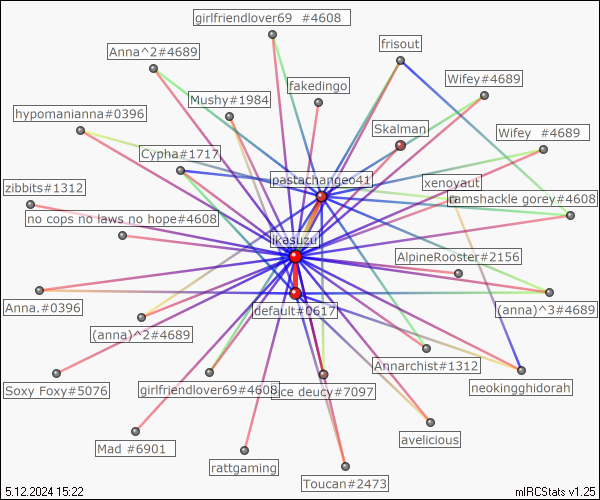 girlfriendlover69 #4608
frisout
Anna^2#4689
Wifey#4689
fakedingo
Mushy#1984
hypomanianna#0396
Skalman
Wifey #4689
Cypha#1717
pastachangeo41
xenoyaut
zibbits#1312
ramshackle gorey#4608
no cops no laws no hope#4608
likasuzu
AlpineRooster#2156
Anna.#0396
default#0617
(anna)^3#4689
(anna)^2#4689
Annarchist#1312
Soxy Foxy#5076
girlfriendlover69#4608
deucy#7097
neokingghidorah
avelicious
Mad #6901
rattgaming
Toucan#2473
5.12.2024 15:22
mIRCStats v1.25